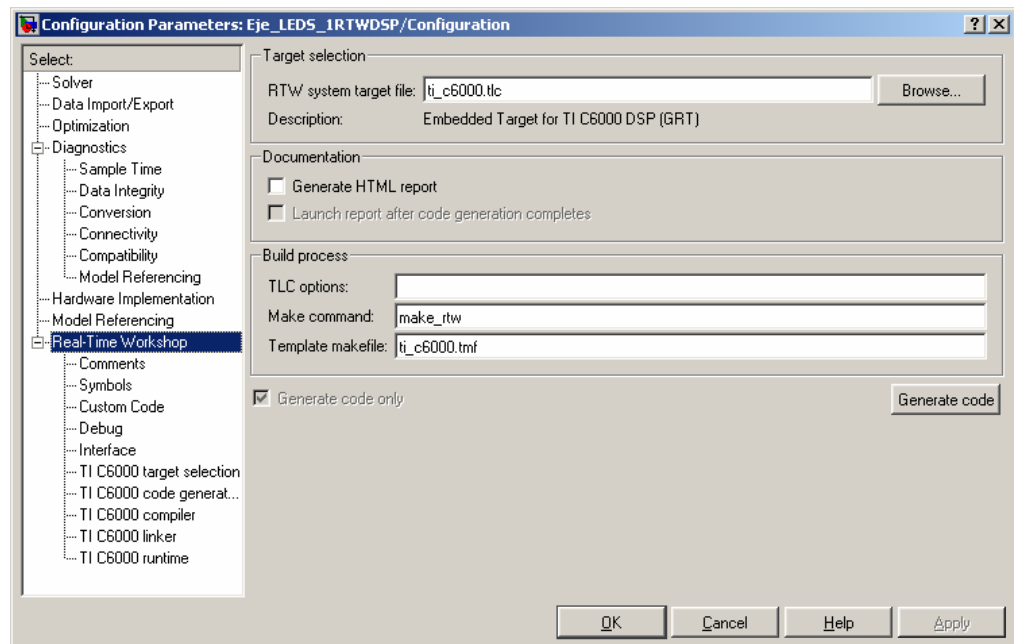 Configuration Parameters: Eje_LEDS_1RTWDSP/Configuration
Select:
Solver
Data Import/Export
Optimization
Diagnostics
Sample Time
Data Integrity
Conversion
Connectivity
Compatibility
Model Referencing
Hardware Implementation
Model Referencing
Real-Time Workshop
Comments
Symbols
Custom Code
Debug
Interface
TI C6000 target selection
TI C6000 code generat...
TI C6000 compiler
TI C6000 linker
TI C6000 runtime
Target selection
RTW system target file: ti_c6000.tlc Browse...
Description: Embedded Target for TI C6000 DSP (GRT)
Documentation
Generate HTML report
Launch report after code generation completes
Build process
TLC options:
Make command: make_rtw
Template makefile: ti_c6000.tmf
Generate code only Generate code
OK Cancel Help Apply